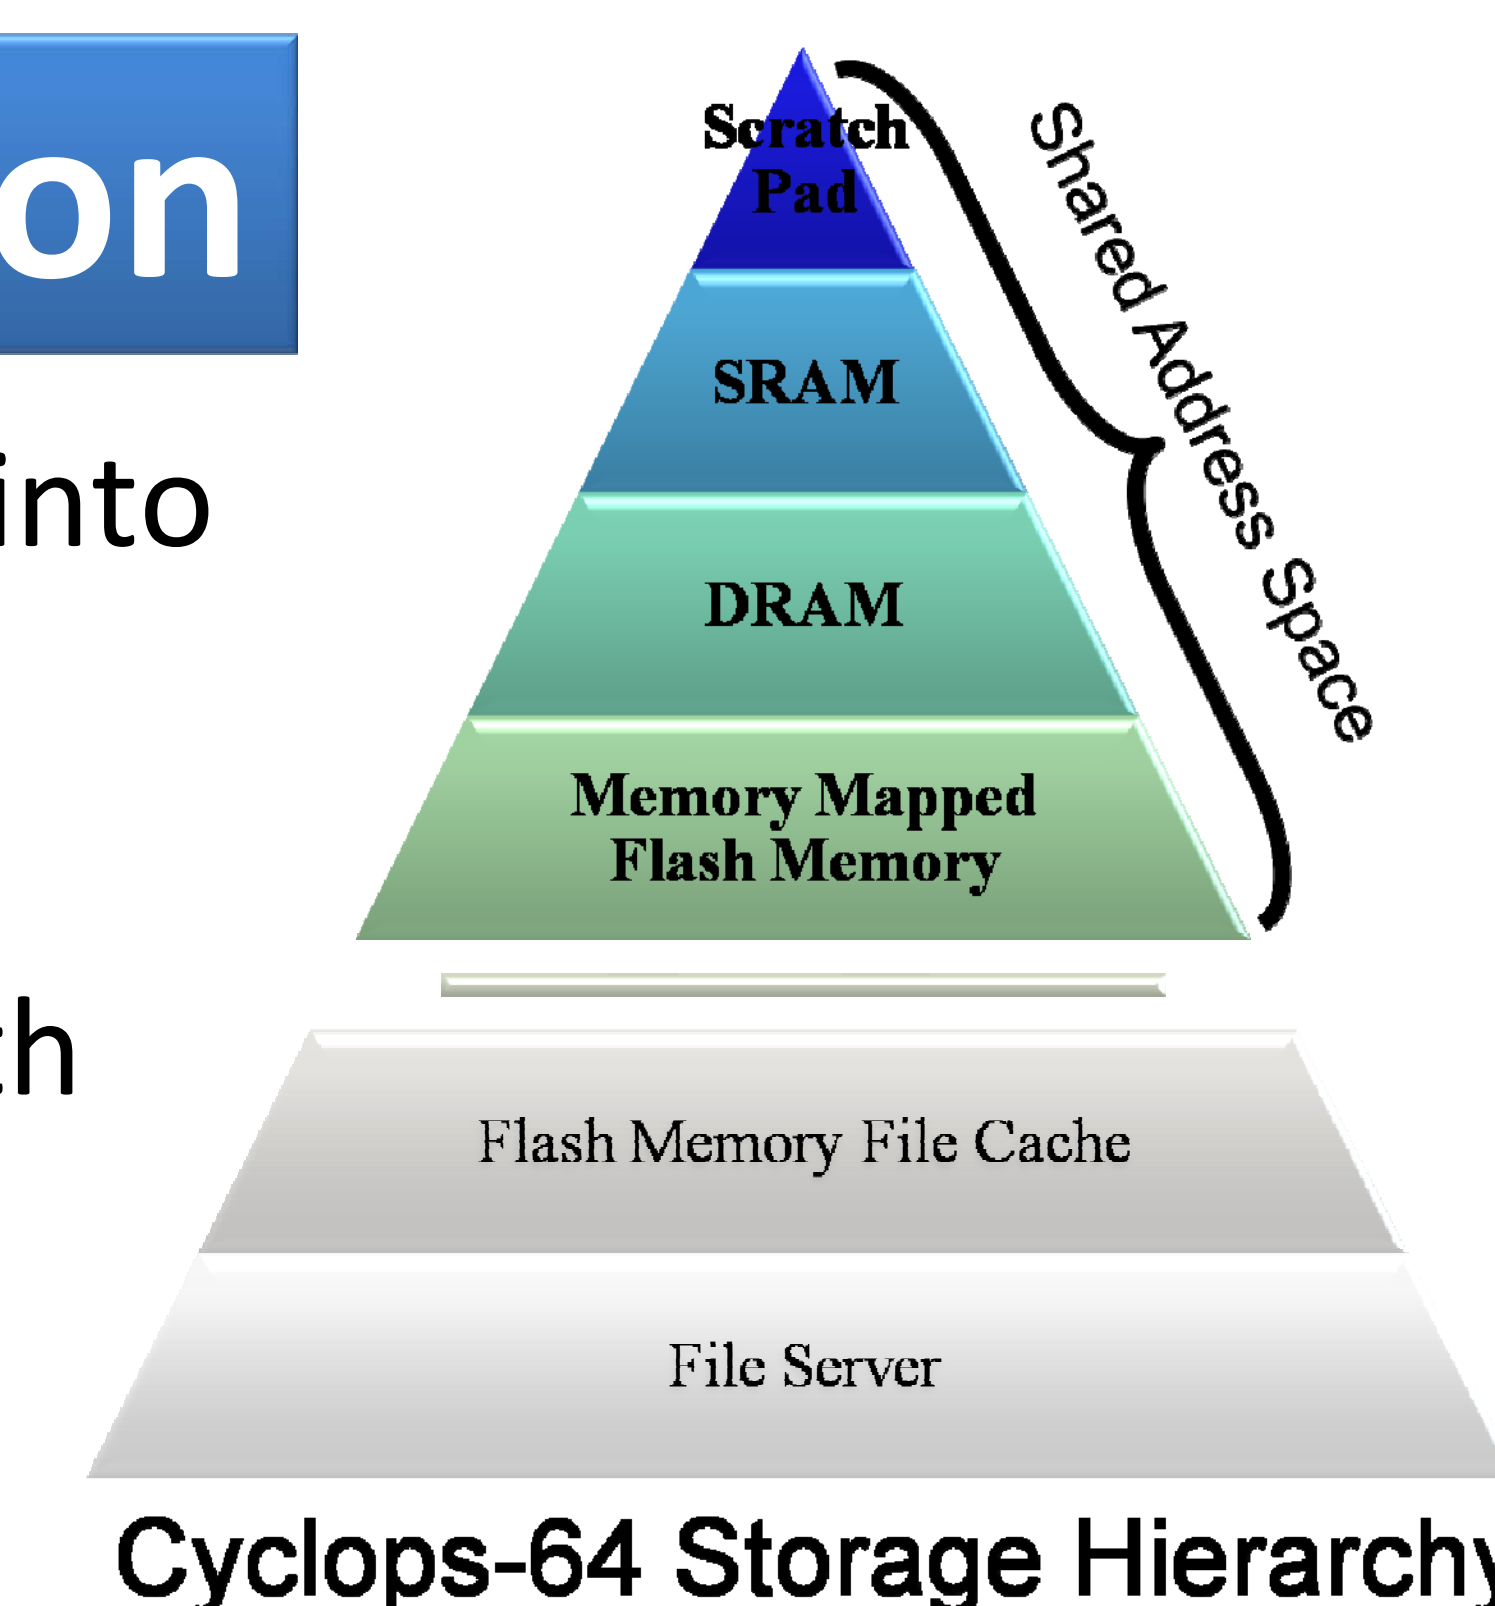 on
into
th
Scratch
Pad
SRAM
DRAM
Memory Mapped
Flash Memory
Shared Address Space
Flash Memory File Cache
File Server
Cyclops-64 Storage Hierarchy